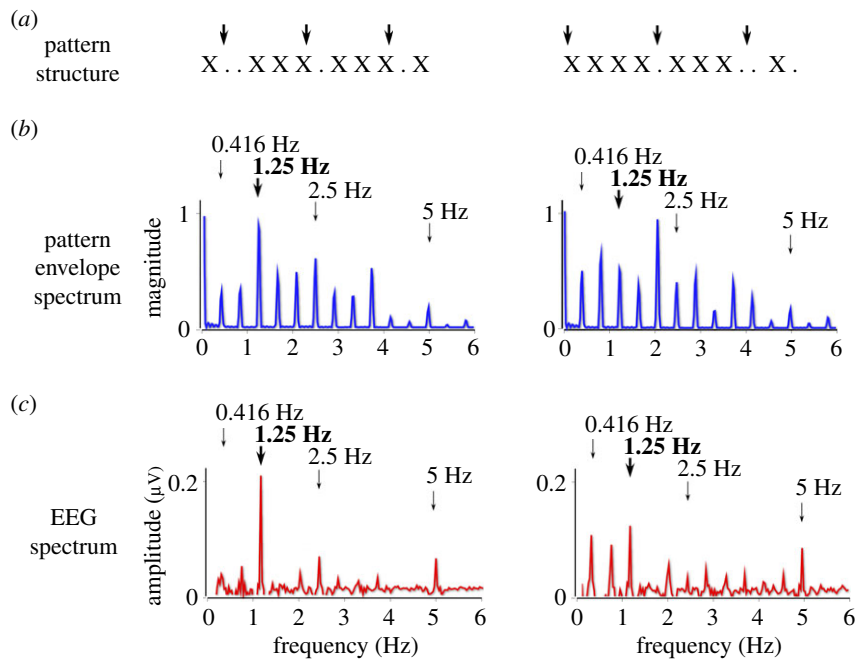 (a)
pattern structure
X . . X X X . X X X . X
X X X X . X X X . . X .
(b)
pattern envelope spectrum
magnitude
1
0
0.416 Hz
1.25 Hz
2.5 Hz
5 Hz
0 1 2 3 4 5 6
1
0
0.416 Hz
1.25 Hz
2.5 Hz
5 Hz
0 1 2 3 4 5 6
(c)
EEG spectrum
amplitude (μV)
0.2
0
0.416 Hz
1.25 Hz
2.5 Hz
5 Hz
0 1 2 3 4 5 6
frequency (Hz)
0.2
0
0.416 Hz
1.25 Hz
2.5 Hz
5 Hz
0 1 2 3 4 5 6
frequency (Hz)